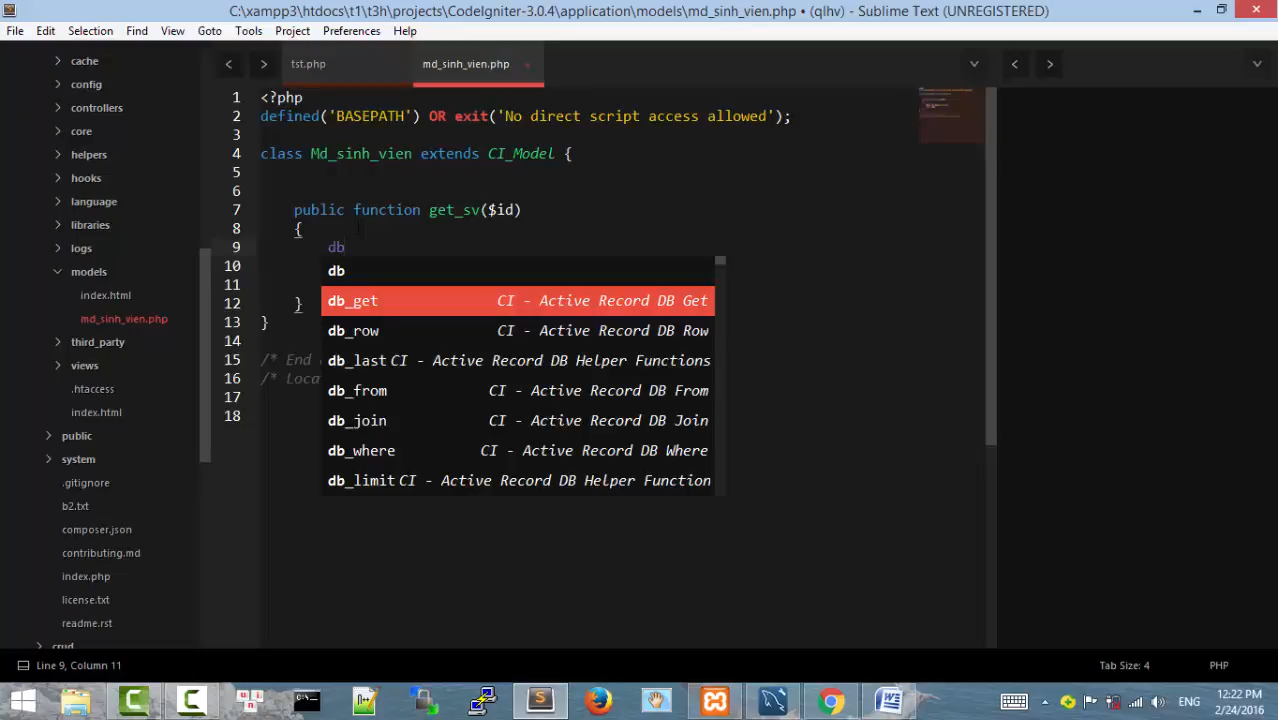 C:\xampp3\htdocs\t1\t3h\projects\CodeIgniter-3.0.4\application\models\md_sinh_vien.php • (qlhv) - Sublime Text (UNREGISTERED)
File Edit Selection Find View Goto Tools Project Preferences Help
cache
config
controllers
core
helpers
hooks
language
libraries
logs
models
index.html
md_sinh_vien.php
third_party
views
.htaccess
index.html
public
system
.gitignore
b2.txt
composer.json
contributing.md
index.php
license.txt
readme.rst
crud
tst.php md_sinh_vien.php
1 <?php
2 defined('BASEPATH') OR exit('No direct script access allowed');
3
4 class Md_sinh_vien extends CI_Model {
5
6
7 public function get_sv($id)
8 {
9 db
10
11
12 }
13 }
14
15 /* End
16 /* Loca
17
18
db
db_get CI - Active Record DB Get
db_row CI - Active Record DB Row
db_last CI - Active Record DB Helper Functions
db_from CI - Active Record DB From
db_join CI - Active Record DB Join
db_where CI - Active Record DB Where
db_limit CI - Active Record DB Helper Function
Line 9, Column 11 Tab Size: 4 PHP
ENG
12:22 PM
2/24/2016